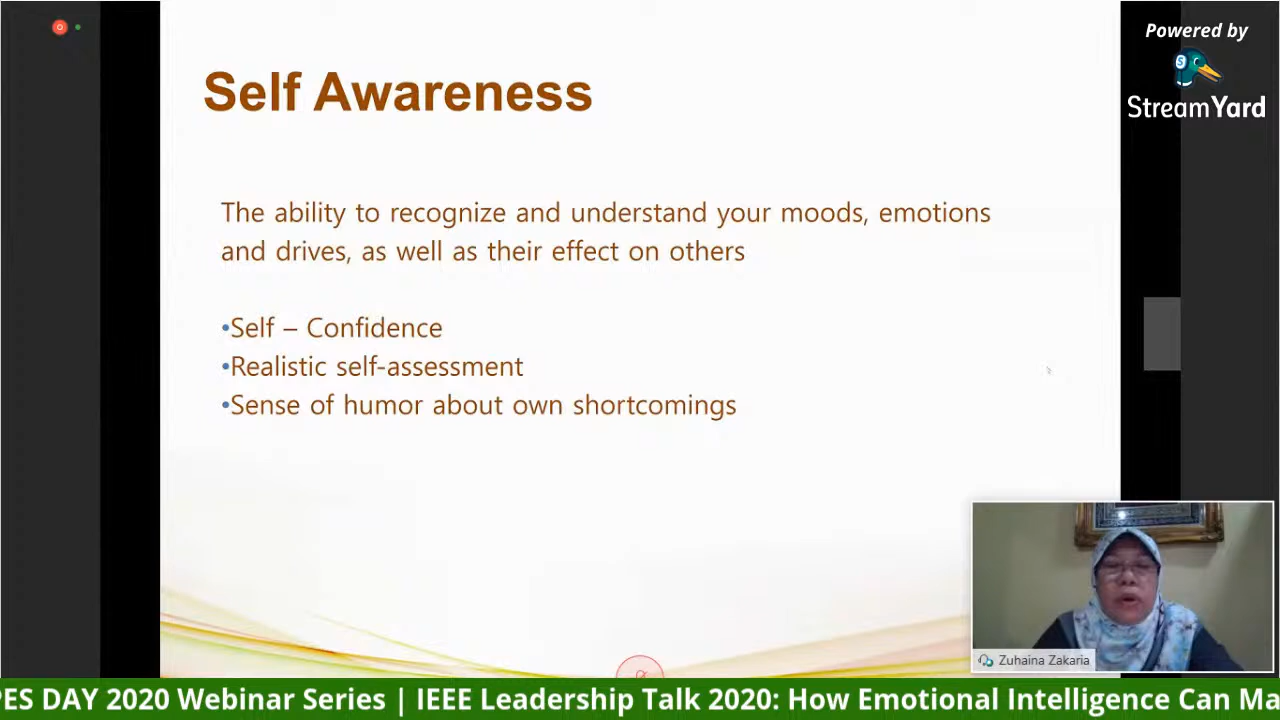 Powered by
StreamYard
Self Awareness
The ability to recognize and understand your moods, emotions
and drives, as well as their effect on others
•Self – Confidence
•Realistic self-assessment
•Sense of humor about own shortcomings
Zuhaina Zakaria
PES DAY 2020 Webinar Series | IEEE Leadership Talk 2020: How Emotional Intelligence Can Ma